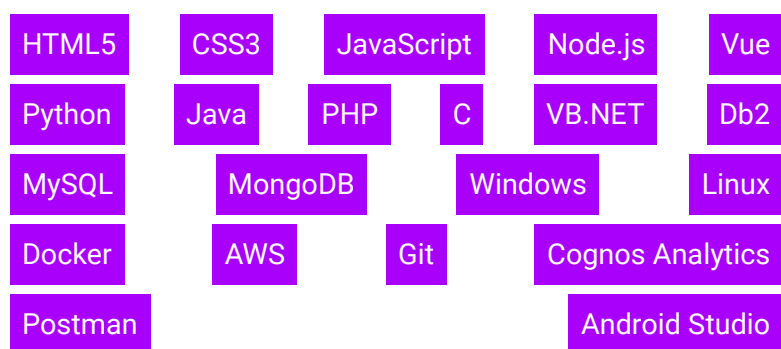 HTML5 CSS3 JavaScript Node.js Vue
Python Java PHP C VB.NET Db2
MySQL MongoDB Windows Linux
Docker AWS Git Cognos Analytics
Postman Android Studio